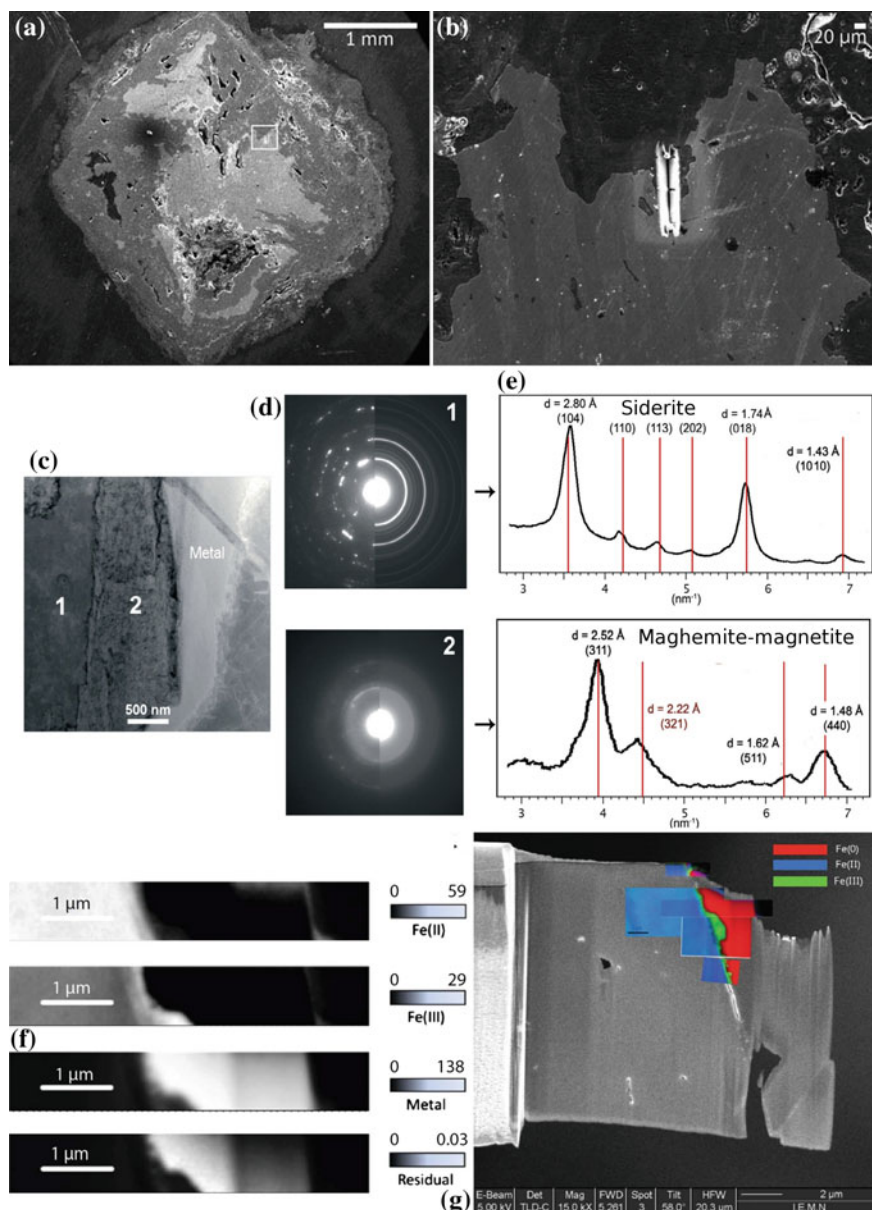 (a)
1 mm
(b)
20 µm
(c)
1
2
Metal
500 nm
(d)
1
2
(e)
d = 2.80 Å
(104)
Siderite
(110)
(113)
(202)
d = 1.74 Å
(018)
d = 1.43 Å
(1010)
3
4
5
6
7
(nm⁻¹)
d = 2.52 Å
(311)
Maghemite-magnetite
d = 2.22 Å
(321)
d = 1.62 Å
(511)
d = 1.48 Å
(440)
3
4
5
6
7
(nm⁻¹)
1 µm
0 59
Fe(II)
1 µm
0 29
Fe(III)
(f)
1 µm
0 138
Metal
1 µm
0 0.03
Residual
Fe(0)
Fe(II)
Fe(III)
(g)
E-Beam Det Mag FWD Spot Tilt HFW 2 µm
5.00 kV TLD-C 15.0 kX 5.261 3 58.0° 20.3 µm I.E.M.N